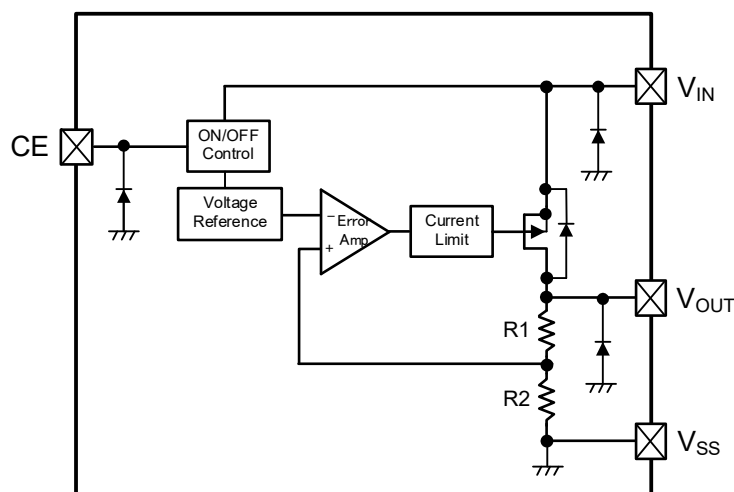 V_IN
CE
ON/OFF
Control
Voltage
Reference
− Error
Amp
+
Current
Limit
V_OUT
R1
R2
V_SS